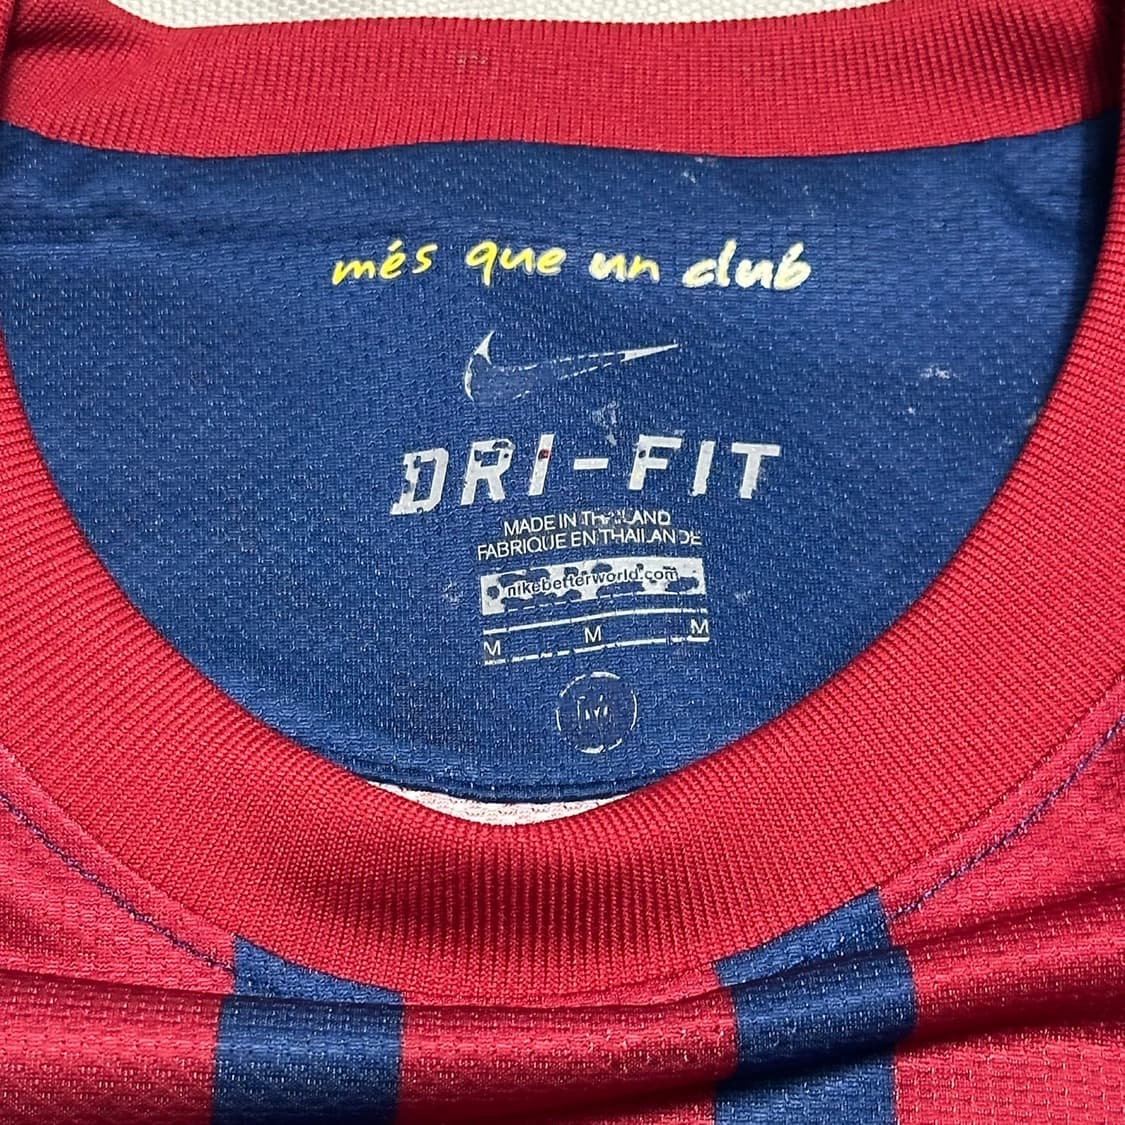 més que un club
DRI-FIT
MADE IN THAILAND
FABRIQUE EN THAILANDE
nikebetterworld.com
M M M
M